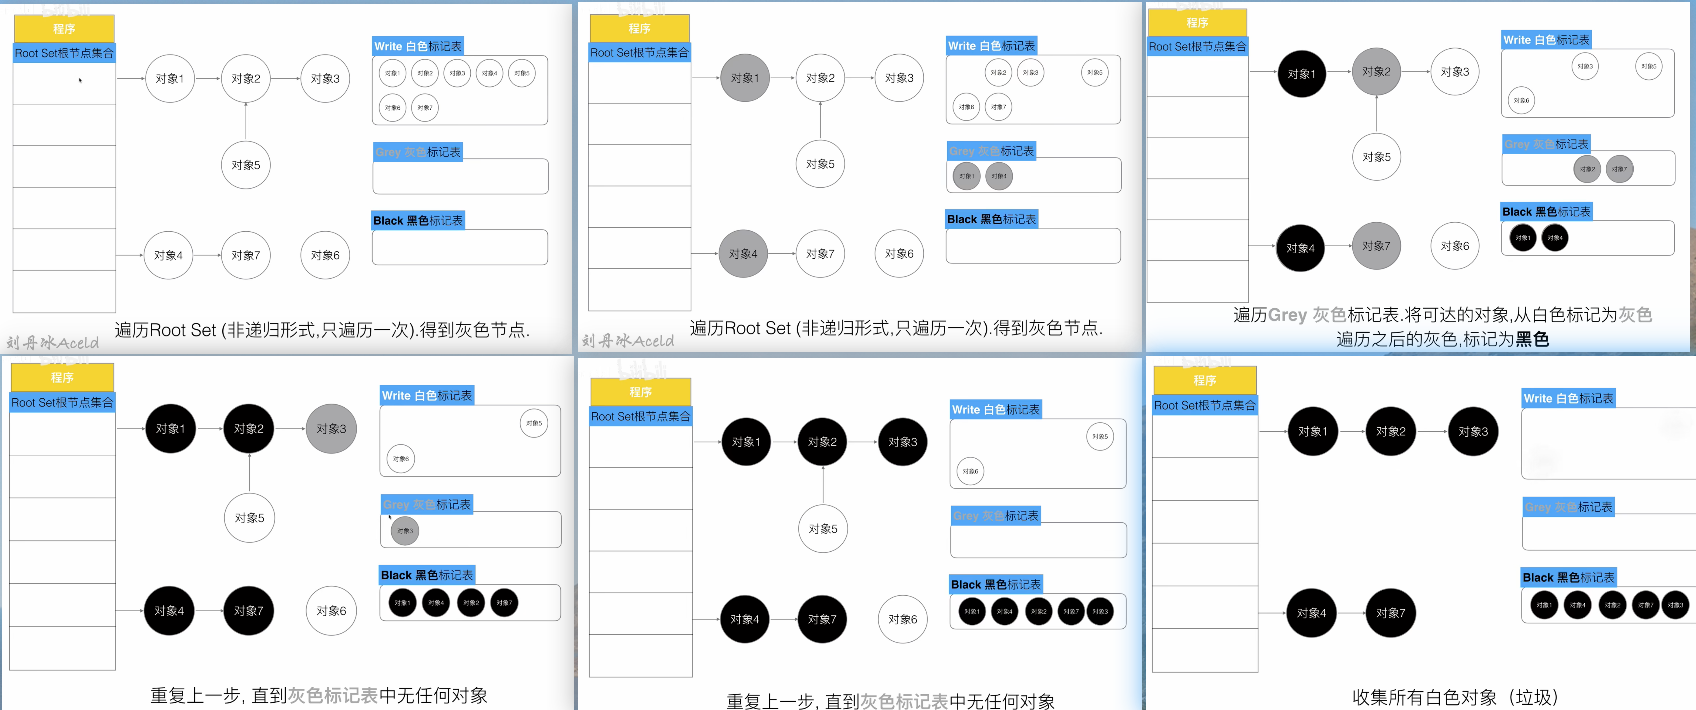 程序
Root Set根节点集合
对象1
对象2
对象3
对象5
对象4
对象7
对象6
Write 白色标记表
对象1
对象2
对象3
对象4
对象5
对象6
对象7
Grey 灰色标记表
Black 黑色标记表
遍历Root Set (非递归形式,只遍历一次).得到灰色节点.
刘丹冰Aceld
程序
Root Set根节点集合
对象1
对象2
对象3
对象5
对象4
对象7
对象6
Write 白色标记表
对象2
对象3
对象5
对象6
对象7
Grey 灰色标记表
对象1
对象4
Black 黑色标记表
遍历Root Set (非递归形式,只遍历一次).得到灰色节点.
刘丹冰Aceld
程序
Root Set根节点集合
对象1
对象2
对象3
对象5
对象4
对象7
对象6
Write 白色标记表
对象3
对象5
对象6
Grey 灰色标记表
对象2
对象7
Black 黑色标记表
对象1
对象4
遍历Grey 灰色标记表.将可达的对象,从白色标记为灰色
遍历之后的灰色,标记为黑色
程序
Root Set根节点集合
对象1
对象2
对象3
对象5
对象4
对象7
对象6
Write 白色标记表
对象5
对象6
Grey 灰色标记表
对象3
Black 黑色标记表
对象1
对象4
对象2
对象7
重复上一步, 直到灰色标记表中无任何对象
程序
Root Set根节点集合
对象1
对象2
对象3
对象5
对象4
对象7
对象6
Write 白色标记表
对象5
对象6
Grey 灰色标记表
Black 黑色标记表
对象1
对象4
对象2
对象7
对象3
重复上一步, 直到灰色标记表中无任何对象
程序
Root Set根节点集合
对象1
对象2
对象3
对象4
对象7
Write 白色标记表
Grey 灰色标记表
Black 黑色标记表
对象1
对象4
对象2
对象7
对象3
收集所有白色对象（垃圾）